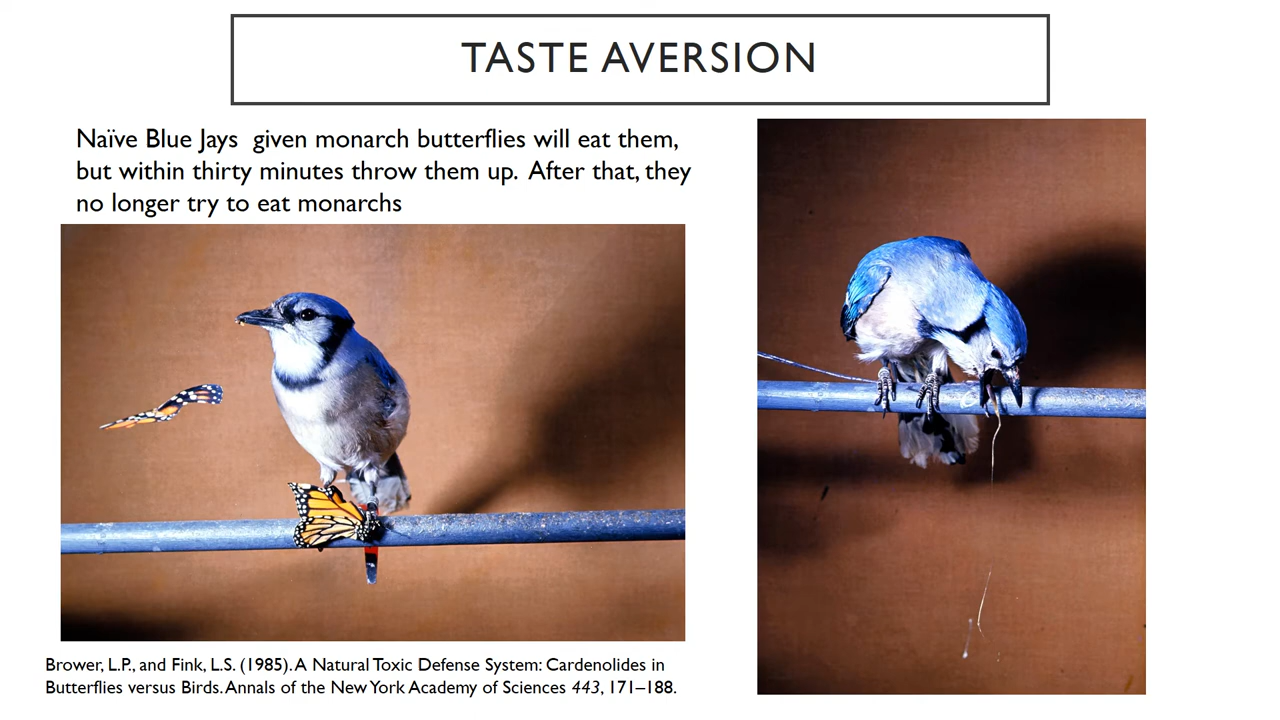 TASTE AVERSION
Naïve Blue Jays  given monarch butterflies will eat them,
but within thirty minutes throw them up.  After that, they
no longer try to eat monarchs
Brower, L.P., and Fink, L.S. (1985). A Natural Toxic Defense System: Cardenolides in
Butterflies versus Birds. Annals of the New York Academy of Sciences 443, 171–188.